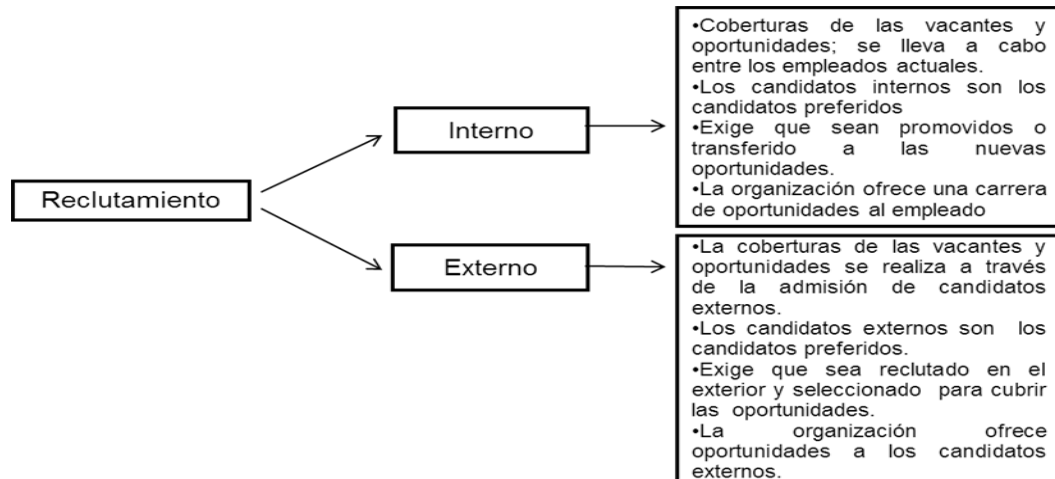 Reclutamiento
Interno
•Coberturas de las vacantes y
oportunidades; se lleva a cabo
entre los empleados actuales.
•Los candidatos internos son los
candidatos preferidos
•Exige que sean promovidos o
transferido a las nuevas
oportunidades.
•La organización ofrece una carrera
de oportunidades al empleado
Externo
•La coberturas de las vacantes y
oportunidades se realiza a través
de la admisión de candidatos
externos.
•Los candidatos externos son los
candidatos preferidos.
•Exige que sea reclutado en el
exterior y seleccionado para cubrir
las oportunidades.
•La organización ofrece
oportunidades a los candidatos
externos.